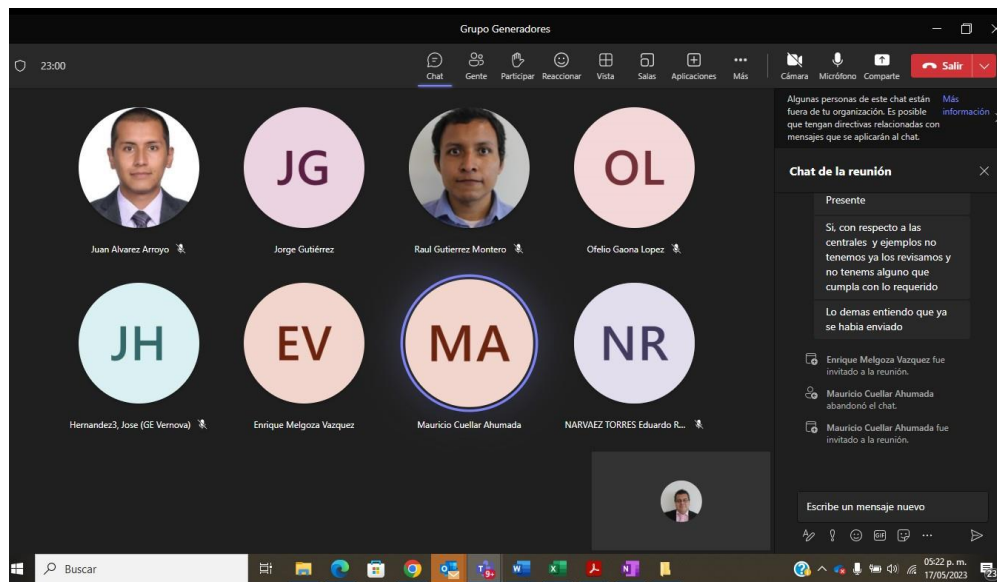 Grupo Generadores
23:00
Chat
Gente
Participar
Reaccionar
Vista
Salas
Aplicaciones
Más
Cámara
Micrófono
Comparte
Salir
Algunas personas de este chat están
fuera de tu organización. Es posible
que tengan directivas relacionadas con
mensajes que se aplicarán al chat.
Más
información
Chat de la reunión
Presente
Si, con respecto a las
centrales y ejemplos no
tenemos ya los revisamos y
no tenems alguno que
cumpla con lo requerido
Lo demas entiendo que ya
se habia enviado
Enrique Melgoza Vazquez fue
invitado a la reunión.
Mauricio Cuellar Ahumada
abandonó el chat.
Mauricio Cuellar Ahumada fue
invitado a la reunión.
Escribe un mensaje nuevo
GIF
Juan Alvarez Arroyo
JG
Jorge Gutiérrez
Raul Gutierrez Montero
OL
Ofelio Gaona Lopez
JH
Hernandez3, Jose (GE Vernova)
EV
Enrique Melgoza Vazquez
MA
Mauricio Cuellar Ahumada
NR
NARVAEZ TORRES Eduardo R...
Buscar
9+
05:22 p. m.
17/05/2023
23